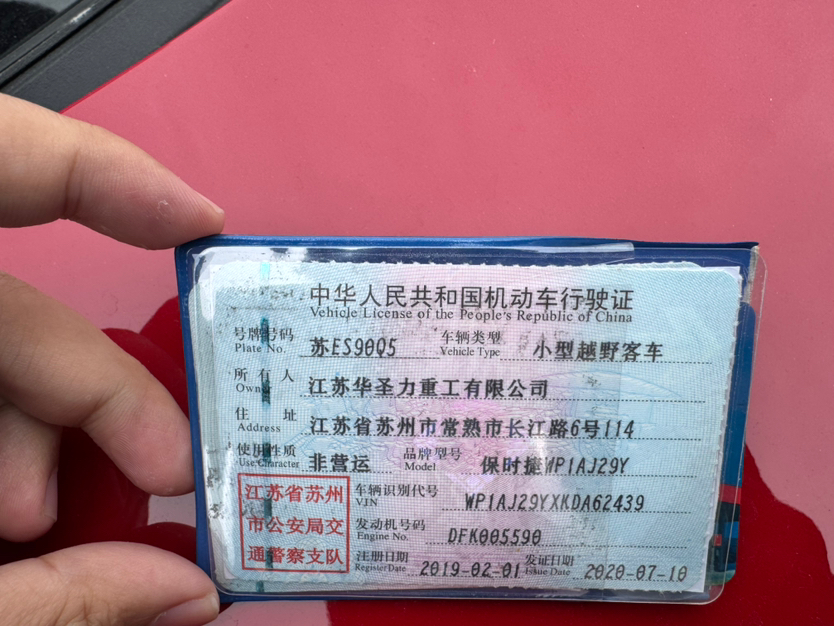 中华人民共和国机动车行驶证
Vehicle License of the People's Republic of China
号牌号码 苏ES90Q5 车辆类型 小型越野客车
Plate No. Vehicle Type
所有人 江苏华圣力重工有限公司
Owner
住址 江苏省苏州市常熟市长江路6号114
Address
使用性质 非营运 品牌型号 保时捷WP1AJ29Y
Use Character Model
江苏省苏州
市公安局交
通警察支队
车辆识别代号 WP1AJ29YXKDA62439
VIN
发动机号码 DFK005590
Engine No.
注册日期 2019-02-01 发证日期 2020-07-10
Register Date Issue Date